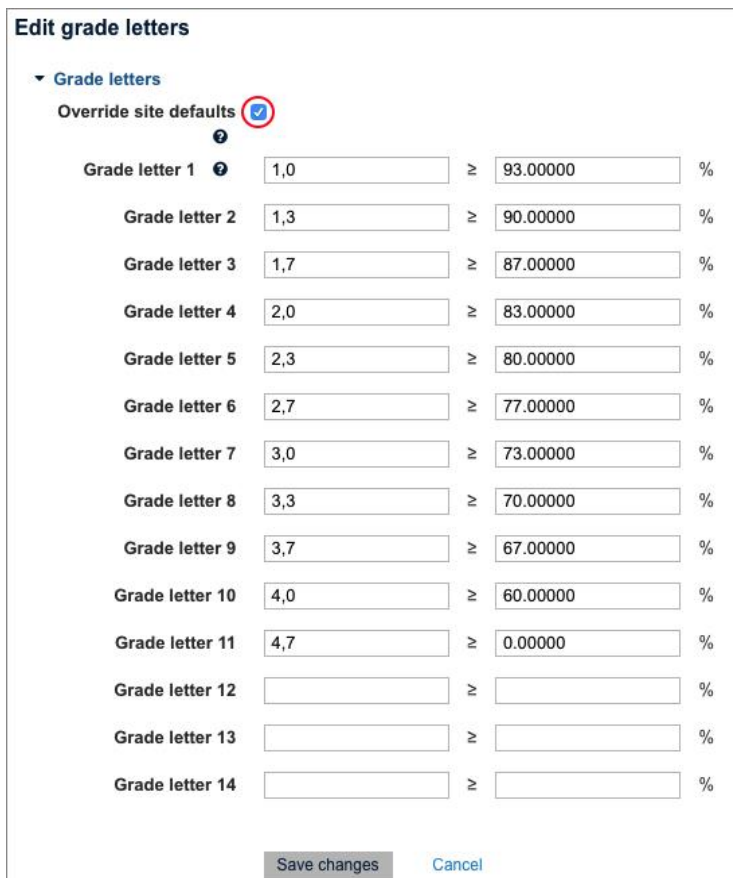 Edit grade letters
Grade letters
Override site defaults
?
Grade letter 1 ? 1,0 ≥ 93.00000 %
Grade letter 2 1,3 ≥ 90.00000 %
Grade letter 3 1,7 ≥ 87.00000 %
Grade letter 4 2,0 ≥ 83.00000 %
Grade letter 5 2,3 ≥ 80.00000 %
Grade letter 6 2,7 ≥ 77.00000 %
Grade letter 7 3,0 ≥ 73.00000 %
Grade letter 8 3,3 ≥ 70.00000 %
Grade letter 9 3,7 ≥ 67.00000 %
Grade letter 10 4,0 ≥ 60.00000 %
Grade letter 11 4,7 ≥ 0.00000 %
Grade letter 12 ≥ %
Grade letter 13 ≥ %
Grade letter 14 ≥ %
Save changes Cancel